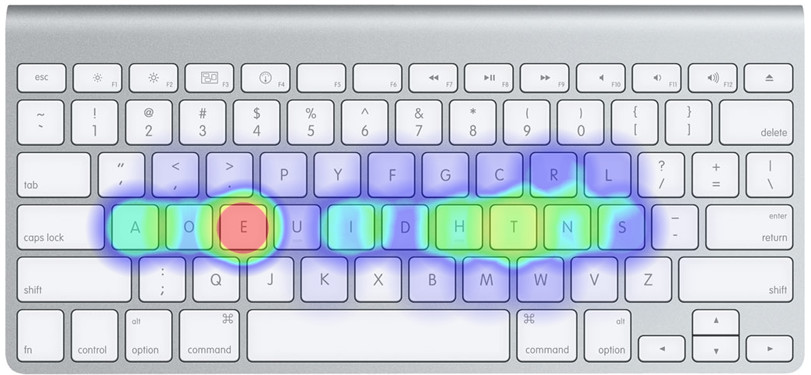 esc F1 F2 F3 F4 F5 F6 F7 F8 F9 F10 F11 F12
~ ! @ # $ % ^ & * ( ) { }
` 1 2 3 4 5 6 7 8 9 0 [ ] delete
" < > P Y F G C R L ? + |
tab ' , . / = \
A O E U I D H T N S _ enter
caps lock - return
: Q J K X B M W V Z
shift ; shift
alt ⌘ ⌘ alt
fn control option command command option